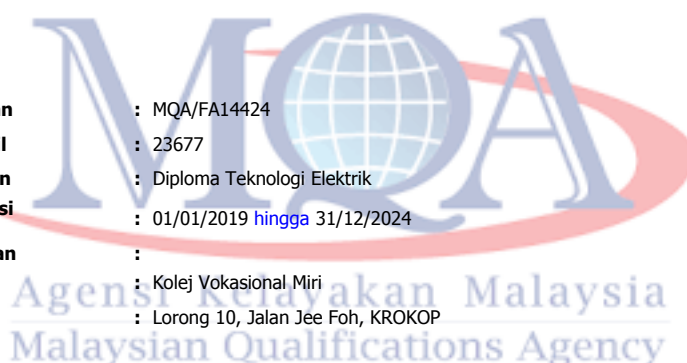 MQA
an : MQA/FA14424
l : 23677
n : Diploma Teknologi Elektrik
si : 01/01/2019 hingga 31/12/2024
an :
: Kolej Vokasional Miri
Agensi Kelayakan Malaysia
: Lorong 10, Jalan Jee Foh, KROKOP
Malaysian Qualifications Agency